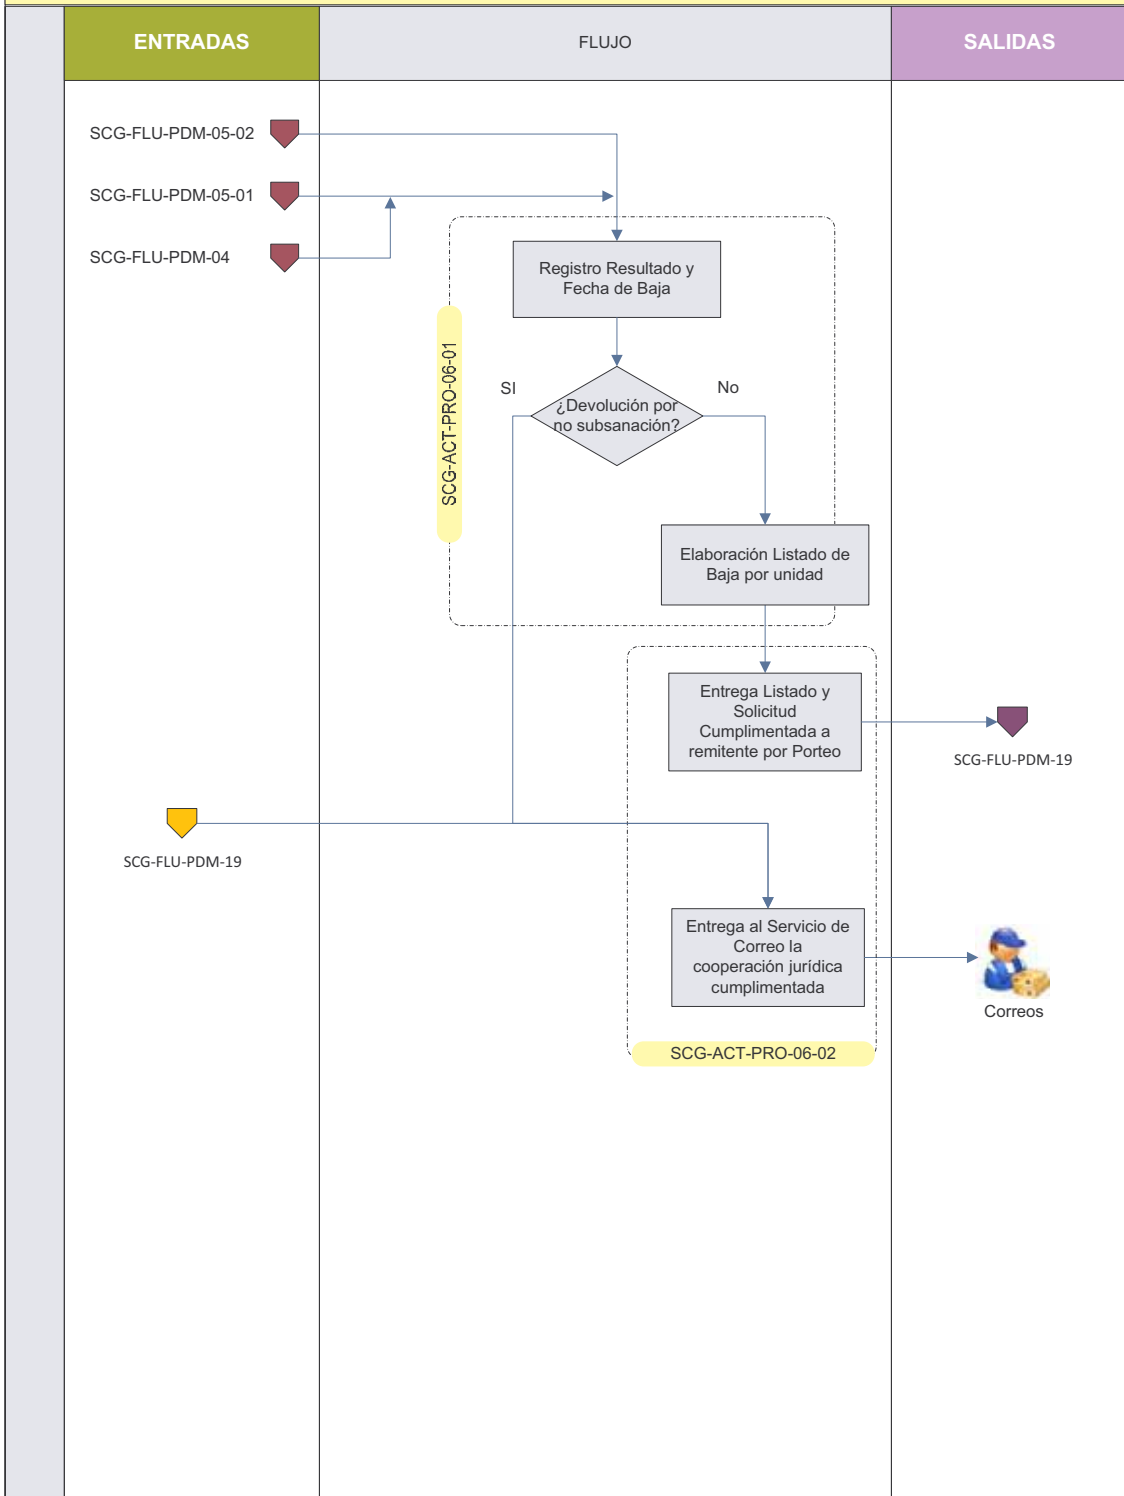 ENTRADAS
FLUJO
SALIDAS
SCG-FLU-PDM-05-02
SCG-FLU-PDM-05-01
SCG-FLU-PDM-04
Registro Resultado y
Fecha de Baja
SCG-ACT-PRO-06-01
SI
No
¿Devolución por
no subsanación?
Elaboración Listado de
Baja por unidad
Entrega Listado y
Solicitud
Cumplimentada a
remitente por Porteo
SCG-FLU-PDM-19
SCG-FLU-PDM-19
Entrega al Servicio de
Correo la
cooperación jurídica
cumplimentada
Correos
SCG-ACT-PRO-06-02